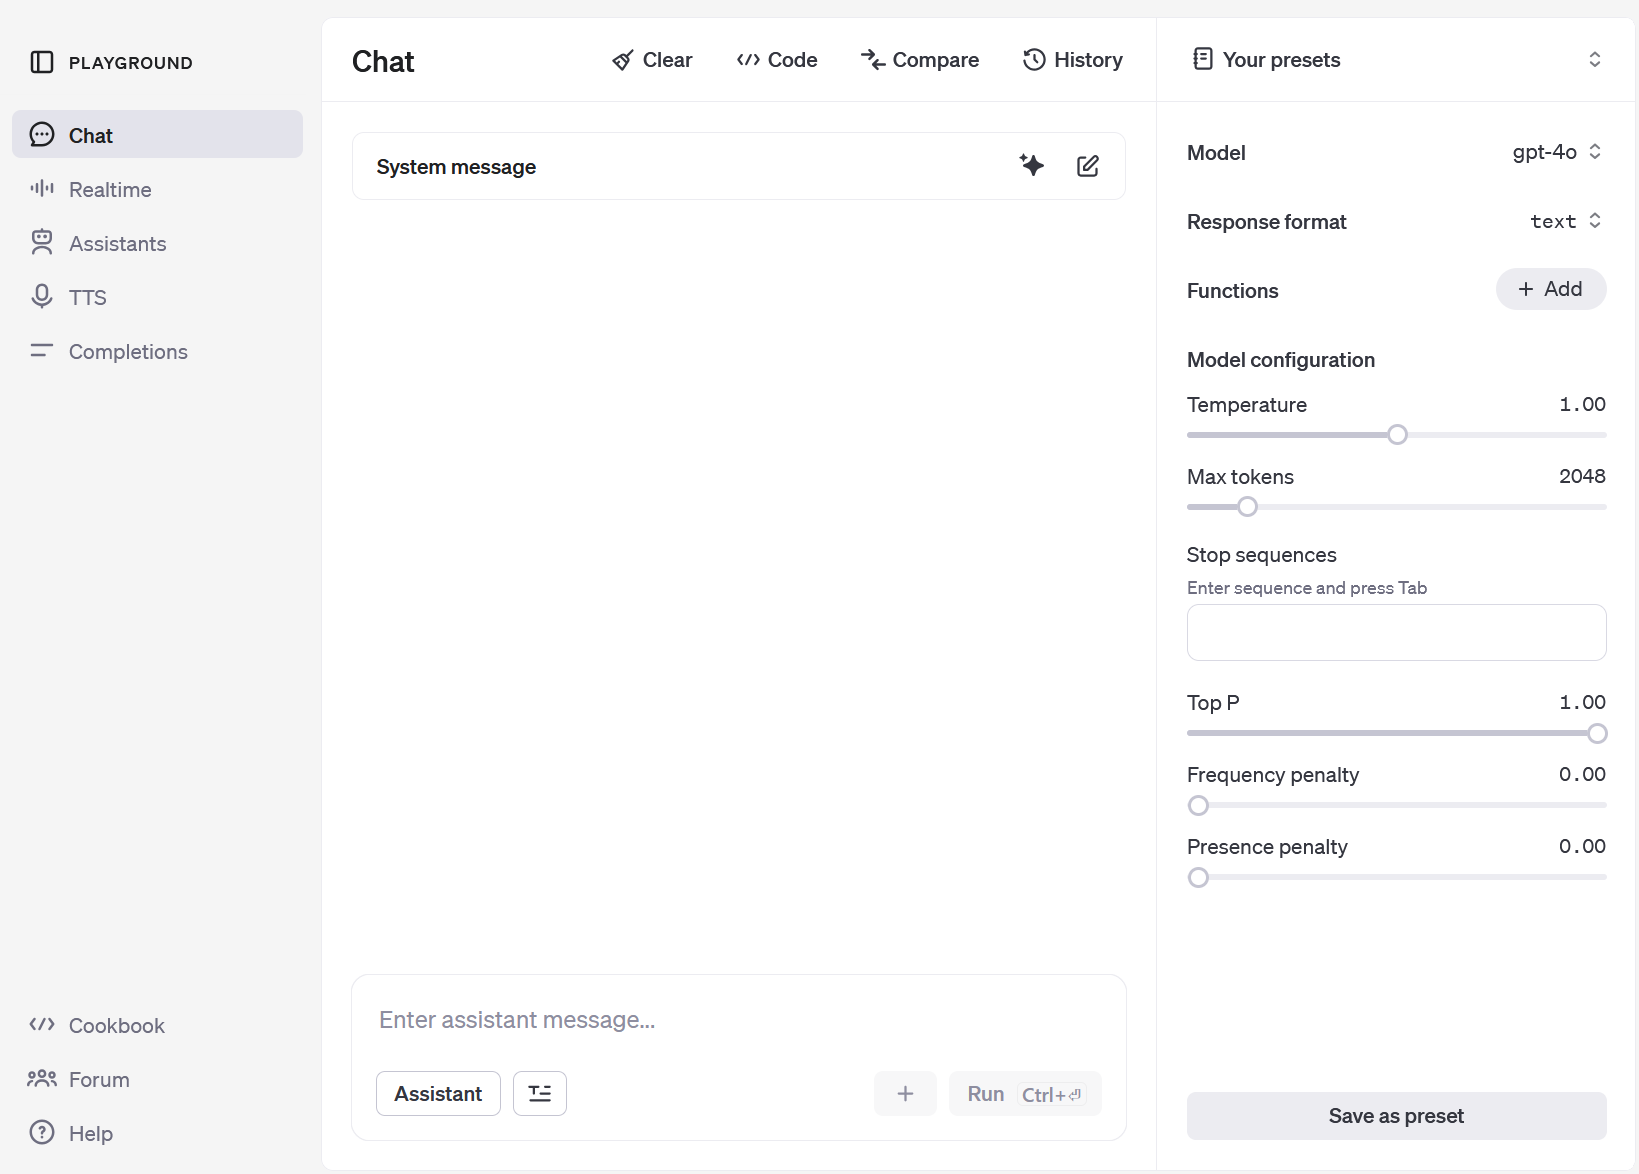 PLAYGROUND
Chat
Realtime
Assistants
TTS
Completions
Cookbook
Forum
Help
Chat
Clear
Code
Compare
History
System message
Enter assistant message...
Assistant
Run Ctrl+⏎
Your presets
Model gpt-4o
Response format text
Functions + Add
Model configuration
Temperature 1.00
Max tokens 2048
Stop sequences
Enter sequence and press Tab
Top P 1.00
Frequency penalty 0.00
Presence penalty 0.00
Save as preset